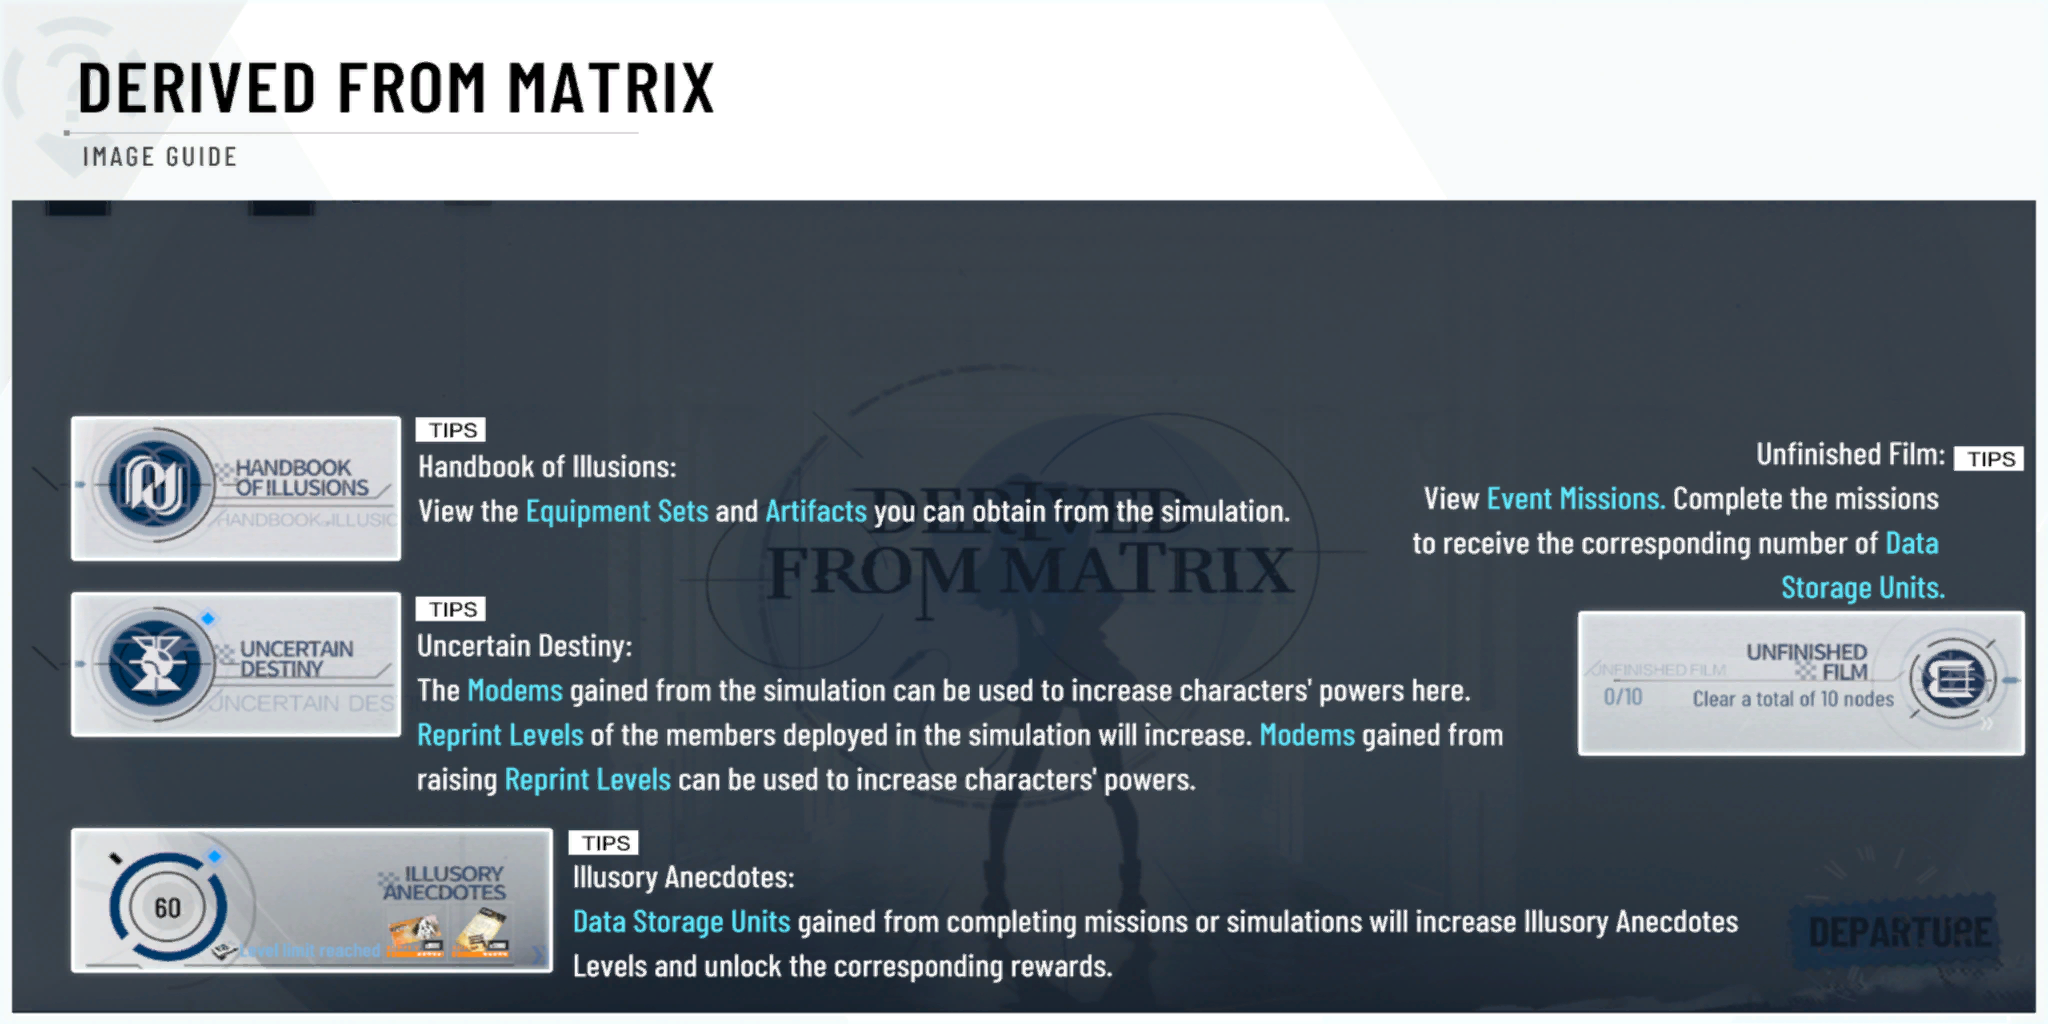 DERIVED FROM MATRIX
IMAGE GUIDE
HANDBOOK
OF ILLUSIONS
HANDBOOK ILLUSIC
TIPS
Handbook of Illusions:
View the Equipment Sets and Artifacts you can obtain from the simulation.
DERIVED
FROM MATRIX
UNCERTAIN
DESTINY
UNCERTAIN DES
TIPS
Uncertain Destiny:
The Modems gained from the simulation can be used to increase characters' powers here.
Reprint Levels of the members deployed in the simulation will increase. Modems gained from
raising Reprint Levels can be used to increase characters' powers.
Unfinished Film: TIPS
View Event Missions. Complete the missions
to receive the corresponding number of Data
Storage Units.
UNFINISHED
FILM
UNFINISHED FILM
0/10
Clear a total of 10 nodes
60
ILLUSORY
ANECDOTES
Level limit reached
TIPS
Illusory Anecdotes:
Data Storage Units gained from completing missions or simulations will increase Illusory Anecdotes
Levels and unlock the corresponding rewards.
DEPARTURE